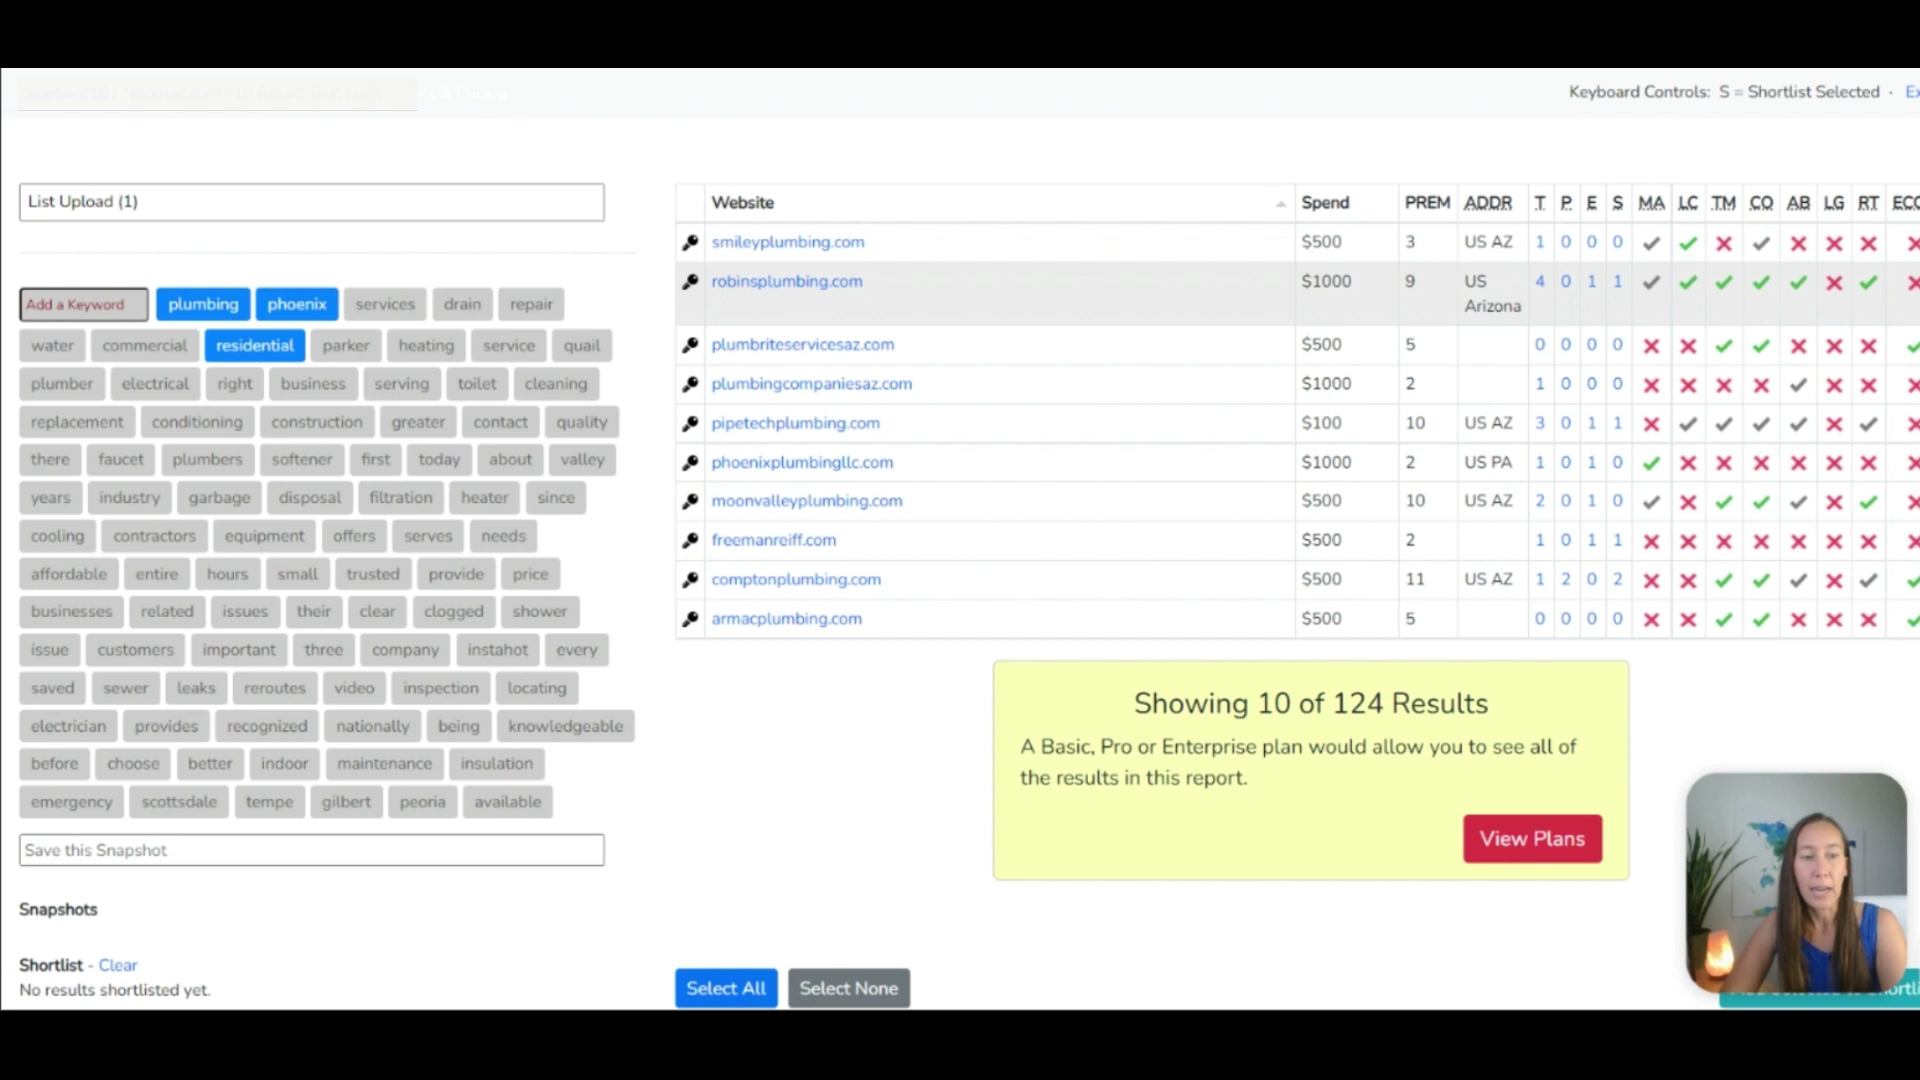 Keyboard Controls: S = Shortlist Selected · Ex
List Upload (1)
Add a Keyword plumbing phoenix services drain repair
water commercial residential parker heating service quail
plumber electrical right business serving toilet cleaning
replacement conditioning construction greater contact quality
there faucet plumbers softener first today about valley
years industry garbage disposal filtration heater since
cooling contractors equipment offers serves needs
affordable entire hours small trusted provide price
businesses related issues their clear clogged shower
issue customers important three company instahot every
saved sewer leaks reroutes video inspection locating
electrician provides recognized nationally being knowledgeable
before choose better indoor maintenance insulation
emergency scottsdale tempe gilbert peoria available
Save this Snapshot
Snapshots
Shortlist - Clear
No results shortlisted yet.
Website Spend PREM ADDR T P E S MA LC TM CO AB LG RT ECO
smileyplumbing.com $500 3 US AZ 1 0 0 0
robinsplumbing.com $1000 9 US Arizona 4 0 1 1
plumbriteservicesaz.com $500 5 0 0 0 0
plumbingcompaniesaz.com $1000 2 1 0 0 0
pipetechplumbing.com $100 10 US AZ 3 0 1 1
phoenixplumbingllc.com $1000 2 US PA 1 0 1 0
moonvalleyplumbing.com $500 10 US AZ 2 0 1 0
freemanreiff.com $500 2 1 0 1 1
comptonplumbing.com $500 11 US AZ 1 2 0 2
armacplumbing.com $500 5 0 0 0 0
Showing 10 of 124 Results
A Basic, Pro or Enterprise plan would allow you to see all of
the results in this report.
View Plans
Select All Select None